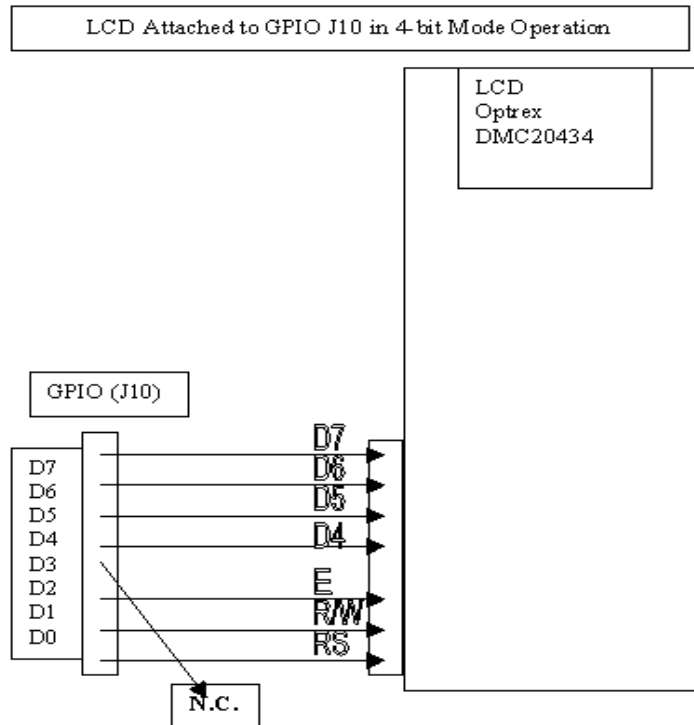 LCD Attached to GPIO J10 in 4-bit Mode Operation
LCD
Optrex
DMC20434
GPIO (J10)
D7
D6
D5
D4
D3
D2
D1
D0
D7
D6
D5
D4
E
R/W
RS
N.C.